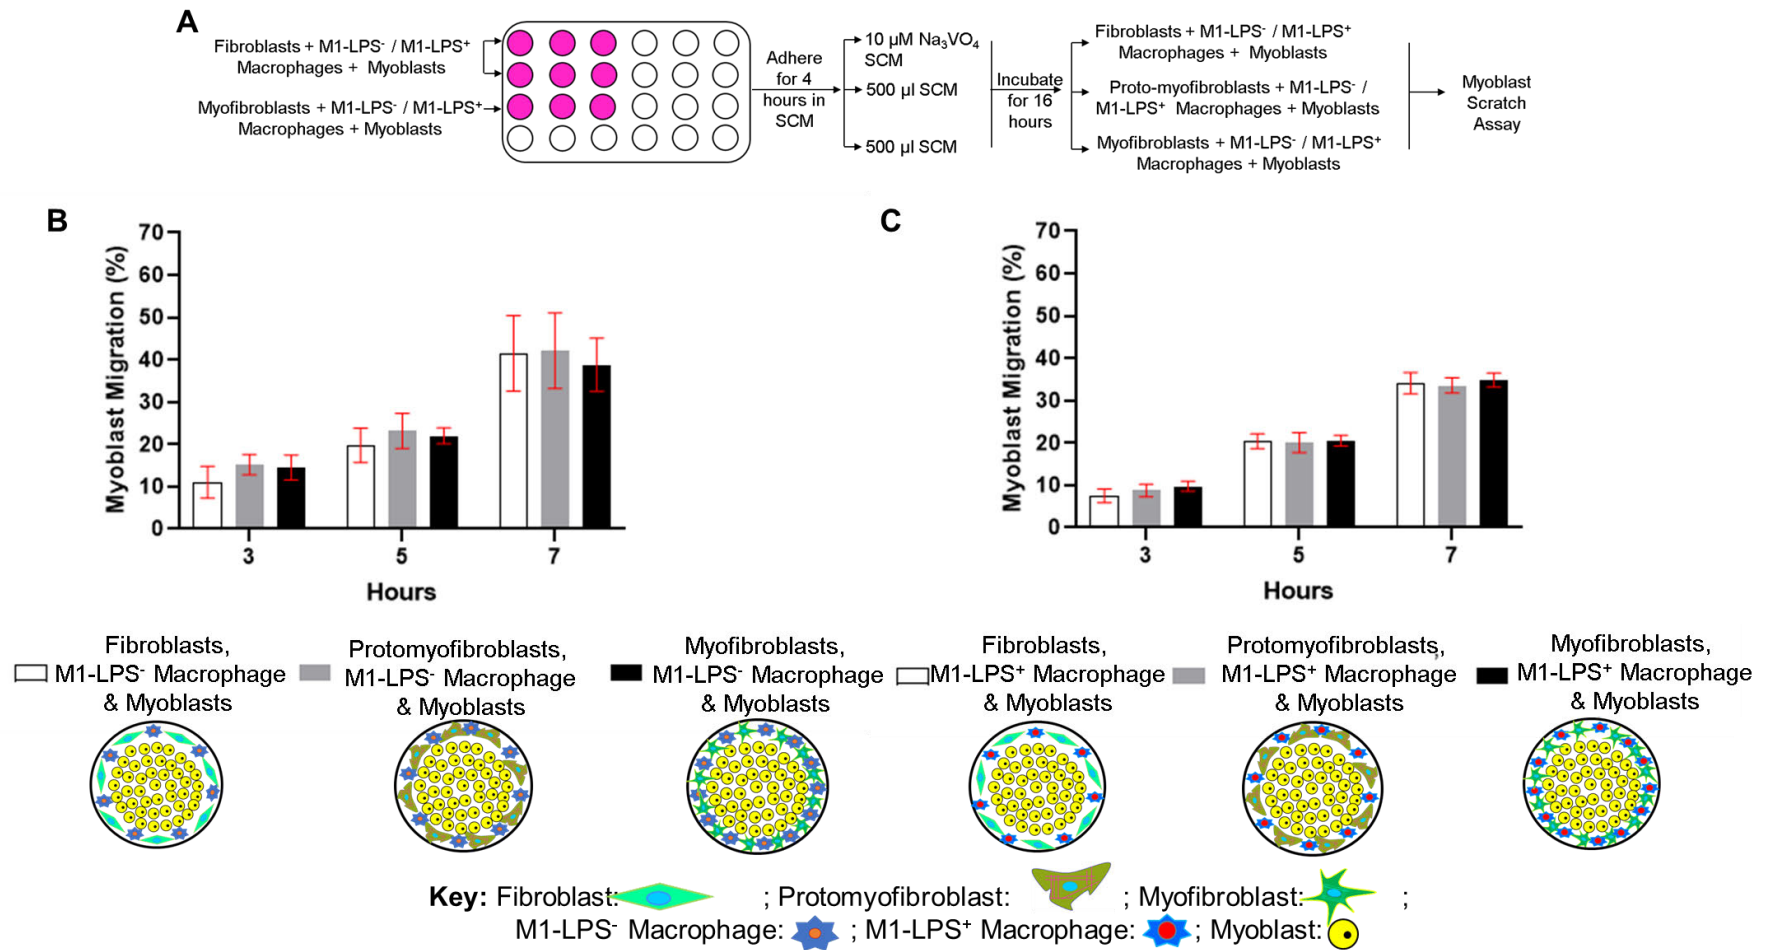 A
Fibroblasts + M1-LPS⁻ / M1-LPS⁺
Macrophages + Myoblasts
Myofibroblasts + M1-LPS⁻ / M1-LPS⁺
Macrophages + Myoblasts
Adhere
for 4
hours in
SCM
10 µM Na₃VO₄
SCM
500 µl SCM
500 µl SCM
Incubate
for 16
hours
Fibroblasts + M1-LPS⁻ / M1-LPS⁺
Macrophages + Myoblasts
Proto-myofibroblasts + M1-LPS⁻ /
M1-LPS⁺ Macrophages + Myoblasts
Myofibroblasts + M1-LPS⁻ / M1-LPS⁺
Macrophages + Myoblasts
Myoblast
Scratch
Assay
B
Myoblast Migration (%)
70
60
50
40
30
20
10
0
3 5 7
Hours
C
Myoblast Migration (%)
70
60
50
40
30
20
10
0
3 5 7
Hours
Fibroblasts,
M1-LPS⁻ Macrophage
& Myoblasts
Protomyofibroblasts,
M1-LPS⁻ Macrophage
& Myoblasts
Myofibroblasts,
M1-LPS⁻ Macrophage
& Myoblasts
Fibroblasts,
M1-LPS⁺ Macrophage
& Myoblasts
Protomyofibroblasts,
M1-LPS⁺ Macrophage
& Myoblasts
Myofibroblasts,
M1-LPS⁺ Macrophage
& Myoblasts
Key: Fibroblast: ; Protomyofibroblast: ; Myofibroblast: ;
M1-LPS⁻ Macrophage: ; M1-LPS⁺ Macrophage: ; Myoblast: